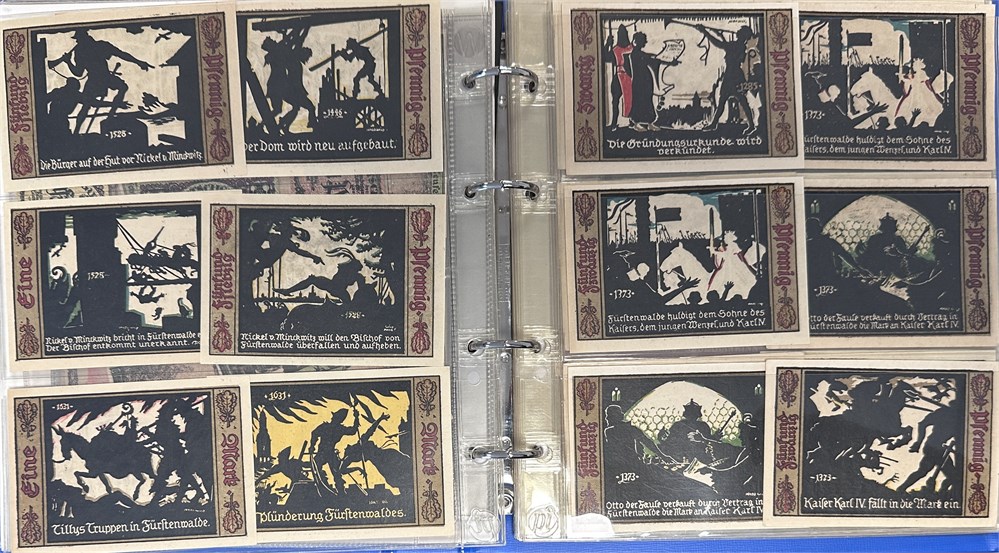 Fünfund
siebzig
Pfennig
-1528-
Die Bürger auf der Hut vor Nickel v. Minckwitz.
Pfennig
-1446-
Der Dom wird neu aufgebaut.
Eine
1528
Nickel v. Minckwitz bricht in Fürstenwalde
Der Bischof entkommt unerkannt.
Pfennig
1528
Nickel v. Minckwitz will den Bischof von
Fürstenwalde überfallen und aufheben.
Eine
Mark
Tillys Truppen in Fürstenwalde.
Mark
1631
Plünderung Fürstenwaldes.
Pfennig
1285
Die Gründungsurkunde wird
verkündet.
Pfennig
1373
Fürstenwalde huldigt dem Sohne des
Kaisers, dem jungen Wenzel, und Karl IV.
Pfennig
-1373-
Fürstenwalde huldigt dem Sohne des
Kaisers, dem jungen Wenzel, und Karl IV.
Pfennig
-1373-
Otto der Faule verkauft durch Vertrag in
Fürstenwalde die Mark an Kaiser Karl IV.
-1373-
Otto der Faule verkauft durch Vertrag in
Fürstenwalde die Mark an Kaiser Karl IV.
Pfennig
-1373-
Kaiser Karl IV. fällt in die Mark ein.